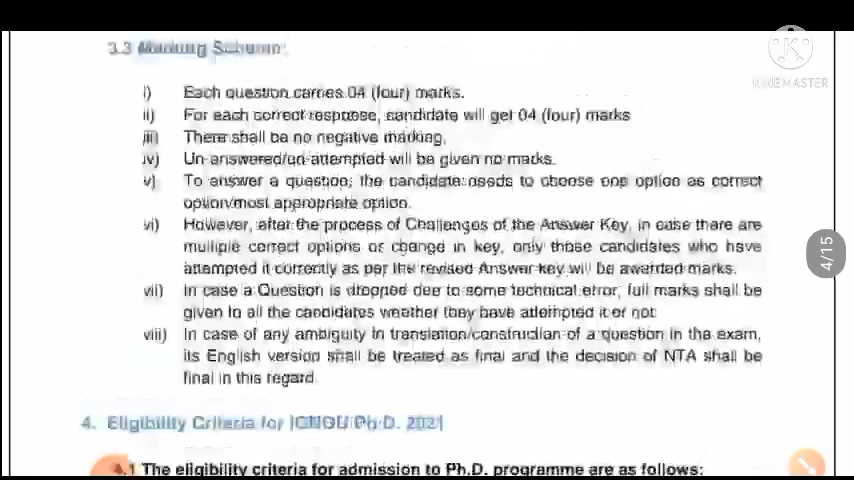 3.3 Marking Scheme:
KINEMASTER
i) Each question carries 04 (four) marks.
ii) For each correct response, candidate will get 04 (four) marks
iii) There shall be no negative marking.
iv) Un-answered/un-attempted will be given no marks.
v) To answer a question, the candidate needs to choose one option as correct
option/most appropriate option.
vi) However, after the process of Challenges of the Answer Key, in case there are
multiple correct options or change in key, only those candidates who have
attempted it correctly as per the revised Answer key will be awarded marks.
vii) In case a Question is dropped due to some technical error, full marks shall be
given to all the candidates whether they have attempted it or not
viii) In case of any ambiguity in translation/construction of a question in the exam,
its English version shall be treated as final and the decision of NTA shall be
final in this regard
4/15
4. Eligibility Criteria for IGNOU Ph.D. 2021
4.1 The eligibility criteria for admission to Ph.D. programme are as follows: